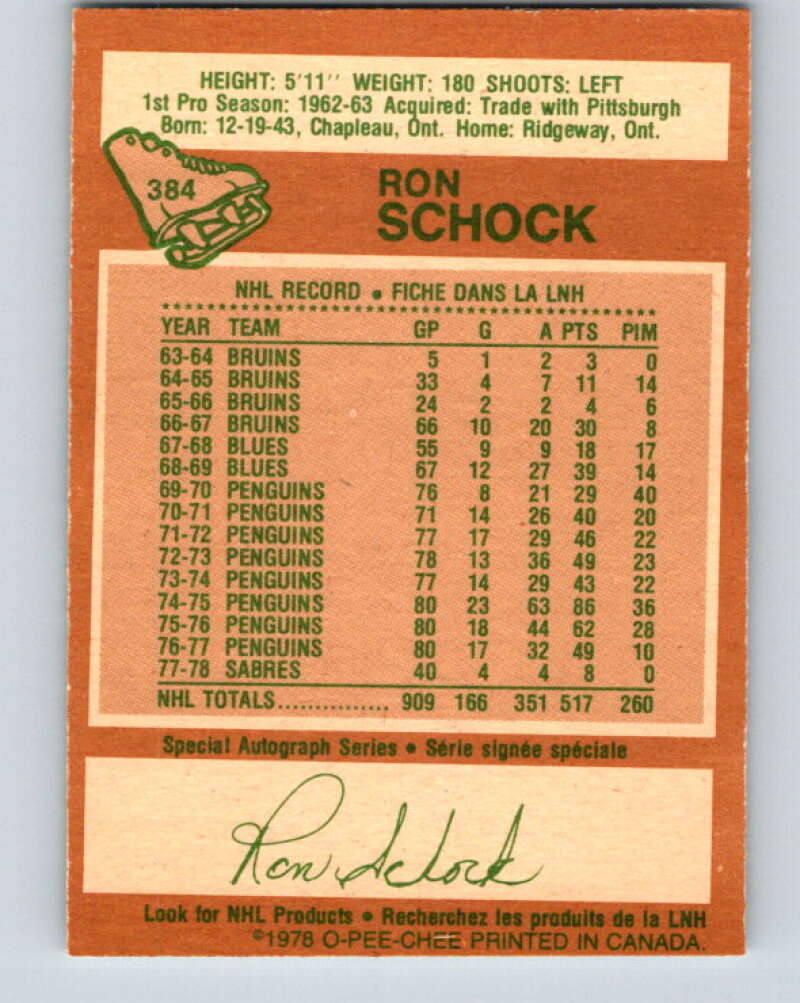 HEIGHT: 5'11'' WEIGHT: 180 SHOOTS: LEFT
1st Pro Season: 1962-63 Acquired: Trade with Pittsburgh
Born: 12-19-43, Chapleau, Ont. Home: Ridgeway, Ont.
384
RON
SCHOCK
NHL RECORD • FICHE DANS LA LNH
YEAR TEAM GP G A PTS PIM
63-64 BRUINS 5 1 2 3 0
64-65 BRUINS 33 4 7 11 14
65-66 BRUINS 24 2 2 4 6
66-67 BRUINS 66 10 20 30 8
67-68 BLUES 55 9 9 18 17
68-69 BLUES 67 12 27 39 14
69-70 PENGUINS 76 8 21 29 40
70-71 PENGUINS 71 14 26 40 20
71-72 PENGUINS 77 17 29 46 22
72-73 PENGUINS 78 13 36 49 23
73-74 PENGUINS 77 14 29 43 22
74-75 PENGUINS 80 23 63 86 36
75-76 PENGUINS 80 18 44 62 28
76-77 PENGUINS 80 17 32 49 10
77-78 SABRES 40 4 4 8 0
NHL TOTALS............... 909 166 351 517 260
Special Autograph Series • Série signée spéciale
Ron Schock
Look for NHL Products • Recherchez les produits de la LNH
©1978 O-PEE-CHEE PRINTED IN CANADA.